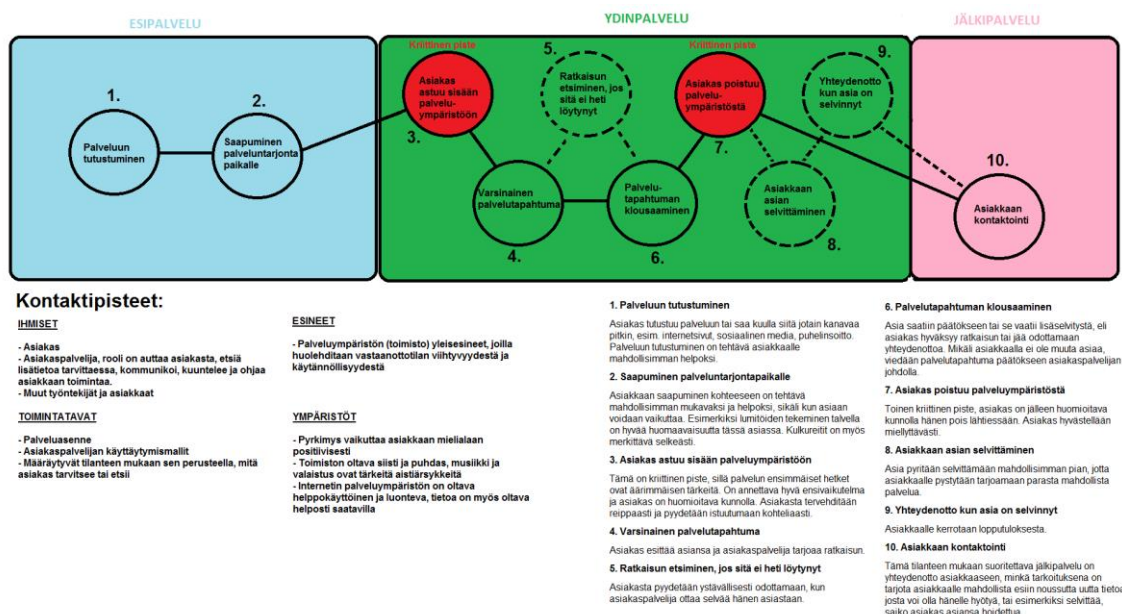 ESIPALVELU
YDINPALVELU
JÄLKIPALVELU
1.
Palveluun
tutustuminen
2.
Saapuminen
palveluntarjonta
paikalle
Kriittinen piste
Asiakas
astuu sisään
palvelu-
ympäristöön
3.
Varsinainen
palvelutapahtuma
4.
5.
Ratkaisun
etsiminen, jos
sitä ei heti
löytynyt
Palvelu-
tapahtuman
klousaaminen
6.
Kriittinen piste
Asiakas poistuu
palvelu-
ympäristöstä
7.
Asiakkaan
asian
selvittäminen
8.
9.
Yhteydenotto
kun asia on
selvinnyt
10.
Asiakkaan
kontaktointi
Kontaktipisteet:
IHMISET
- Asiakas
- Asiakaspalvelija, rooli on auttaa asiakasta, etsiä
lisätietoa tarvittaessa, kommunikoi, kuuntelee ja ohjaa
asiakkaan toimintaa.
- Muut työntekijät ja asiakkaat
TOIMINTATAVAT
- Palveluasenne
- Asiakaspalvelijan käyttäytymismallit
- Määräytyvät tilanteen mukaan sen perusteella, mitä
asiakas tarvitsee tai etsii
ESINEET
- Palveluympäristön (toimisto) yleisesineet, joilla
huolehditaan vastaanottotilan viihtyvyydestä ja
käytännöllisyydestä
YMPÄRISTÖT
- Pyrkimys vaikuttaa asiakkaan mielialaan
positiivisesti
- Toimiston oltava siisti ja puhdas, musiikki ja
valaistus ovat tärkeitä aistiärsykkeitä
- Internetin palveluympäristön on oltava
helppokäyttöinen ja luonteva, tietoa on myös oltava
helposti saatavilla
1. Palveluun tutustuminen
Asiakas tutustuu palveluun tai saa kuulla siitä jotain kanavaa
pitkin, esim. internetsivut, sosiaalinen media, puhelinsoitto.
Palveluun tutustuminen on tehtävä asiakkaalle
mahdollisimman helpoksi.
2. Saapuminen palveluntarjontapaikalle
Asiakkaan saapuminen kohteeseen on tehtävä
mahdollisimman mukavaksi ja helpoksi, sikäli kun asiaan
voidaan vaikuttaa. Esimerkiksi lumitöiden tekeminen talvella
on hyvää huomaavaisuutta tässä asiassa. Kulkureitit on myös
merkittävä selkeästi.
3. Asiakas astuu sisään palveluympäristöön
Tämä on kriittinen piste, sillä palvelun ensimmäiset hetket
ovat äärimmäisen tärkeitä. On annettava hyvä ensivaikutelma
ja asiakas on huomioitava kunnolla. Asiakasta tervehditään
reippaasti ja pyydetään istuutumaan kohteliaasti.
4. Varsinainen palvelutapahtuma
Asiakas esittää asiansa ja asiakaspalvelija tarjoaa ratkaisun.
5. Ratkaisun etsiminen, jos sitä ei heti löytynyt
Asiakasta pyydetään ystävällisesti odottamaan, kun
asiakaspalvelija ottaa selvää hänen asiastaan.
6. Palvelutapahtuman klousaaminen
Asia saatiin päätökseen tai se vaatii lisäselvitystä, eli
asiakas hyväksyy ratkaisun tai jää odottamaan
yhteydenottoa. Mikäli asiakkaalla ei ole muuta asiaa,
viedään palvelutapahtuma päätökseen asiakaspalvelijan
johdolla.
7. Asiakas poistuu palveluympäristöstä
Toinen kriittinen piste, asiakas on jälleen huomioitava
kunnolla hänen pois lähtiessään. Asiakas hyvästellään
miellyttävästi.
8. Asiakkaan asian selvittäminen
Asia pyritään selvittämään mahdollisimman pian, jotta
asiakkaalle pystytään tarjoamaan parasta mahdollista
palvelua.
9. Yhteydenotto kun asia on selvinnyt
Asiakkaalle kerrotaan lopputuloksesta.
10. Asiakkaan kontaktointi
Tämä tilanteen mukaan suoritettava jälkipalvelu on
yhteydenotto asiakkaaseen, minkä tarkoituksena on
tarjota asiakkaalle mahdollista esiin noussutta uutta tietoa
josta voi olla hänelle hyötyä, tai esimerkiksi selvittää,
saiko asiakas asiansa hoidettua.